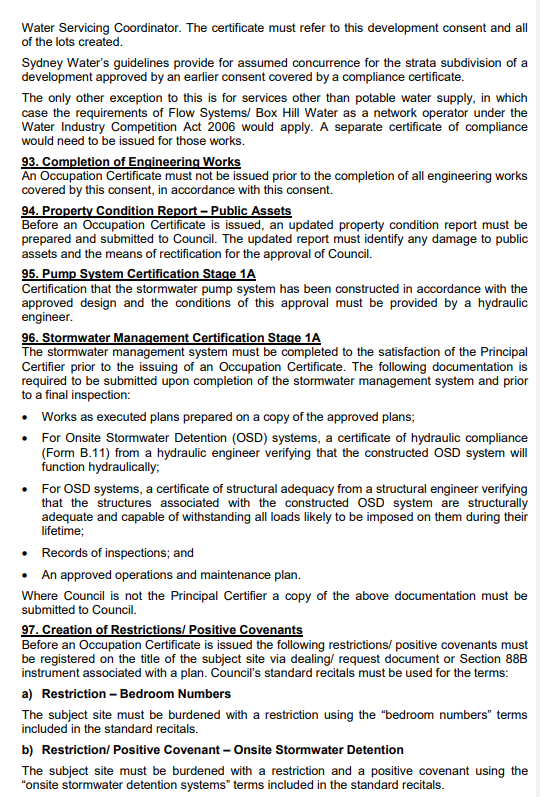 Water Servicing Coordinator. The certificate must refer to this development consent and all
of the lots created.
Sydney Water's guidelines provide for assumed concurrence for the strata subdivision of a
development approved by an earlier consent covered by a compliance certificate.
The only other exception to this is for services other than potable water supply, in which
case the requirements of Flow Systems/ Box Hill Water as a network operator under the
Water Industry Competition Act 2006 would apply. A separate certificate of compliance
would need to be issued for those works.
93. Completion of Engineering Works
An Occupation Certificate must not be issued prior to the completion of all engineering works
covered by this consent, in accordance with this consent.
94. Property Condition Report – Public Assets
Before an Occupation Certificate is issued, an updated property condition report must be
prepared and submitted to Council. The updated report must identify any damage to public
assets and the means of rectification for the approval of Council.
95. Pump System Certification Stage 1A
Certification that the stormwater pump system has been constructed in accordance with the
approved design and the conditions of this approval must be provided by a hydraulic
engineer.
96. Stormwater Management Certification Stage 1A
The stormwater management system must be completed to the satisfaction of the Principal
Certifier prior to the issuing of an Occupation Certificate. The following documentation is
required to be submitted upon completion of the stormwater management system and prior
to a final inspection:
• Works as executed plans prepared on a copy of the approved plans;
• For Onsite Stormwater Detention (OSD) systems, a certificate of hydraulic compliance
(Form B.11) from a hydraulic engineer verifying that the constructed OSD system will
function hydraulically;
• For OSD systems, a certificate of structural adequacy from a structural engineer verifying
that the structures associated with the constructed OSD system are structurally
adequate and capable of withstanding all loads likely to be imposed on them during their
lifetime;
• Records of inspections; and
• An approved operations and maintenance plan.
Where Council is not the Principal Certifier a copy of the above documentation must be
submitted to Council.
97. Creation of Restrictions/ Positive Covenants
Before an Occupation Certificate is issued the following restrictions/ positive covenants must
be registered on the title of the subject site via dealing/ request document or Section 88B
instrument associated with a plan. Council's standard recitals must be used for the terms:
a) Restriction – Bedroom Numbers
The subject site must be burdened with a restriction using the "bedroom numbers" terms
included in the standard recitals.
b) Restriction/ Positive Covenant – Onsite Stormwater Detention
The subject site must be burdened with a restriction and a positive covenant using the
"onsite stormwater detention systems" terms included in the standard recitals.